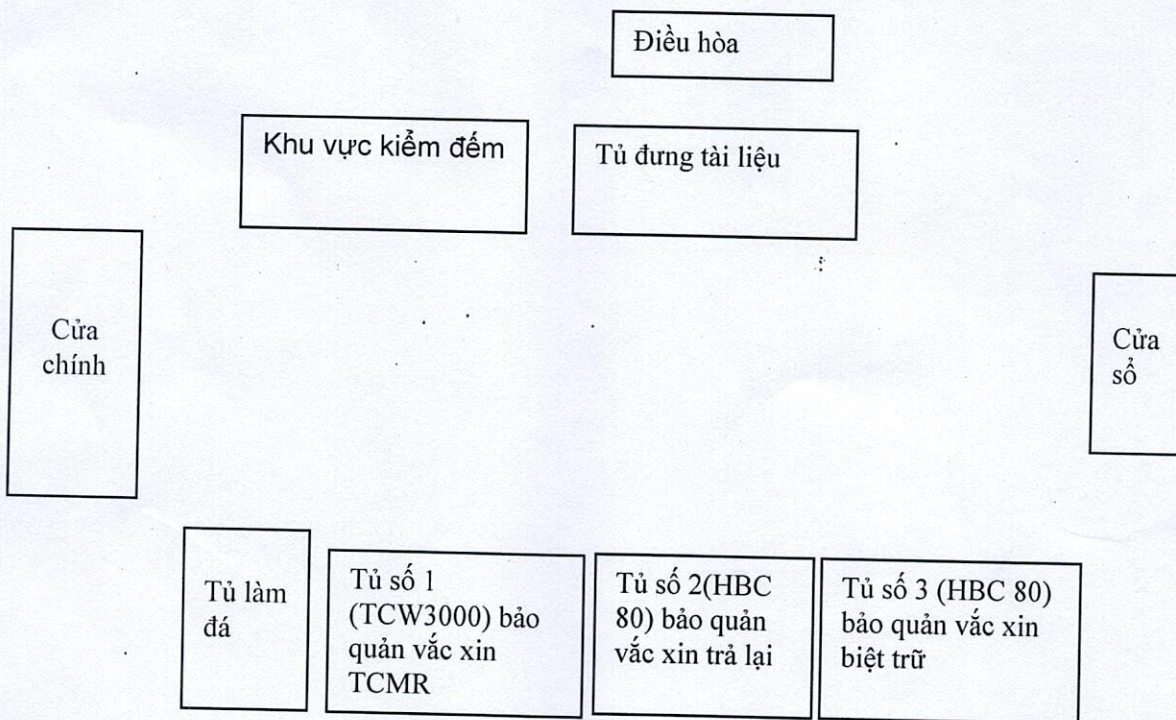 Điều hòa
Khu vực kiểm đếm
Tủ đưng tài liệu
Cửa
chính
Cửa
sổ
Tủ làm
đá
Tủ số 1
(TCW3000) bảo
quản vắc xin
TCMR
Tủ số 2(HBC
80) bảo quản
vắc xin trả lại
Tủ số 3 (HBC 80)
bảo quản vắc xin
biệt trữ